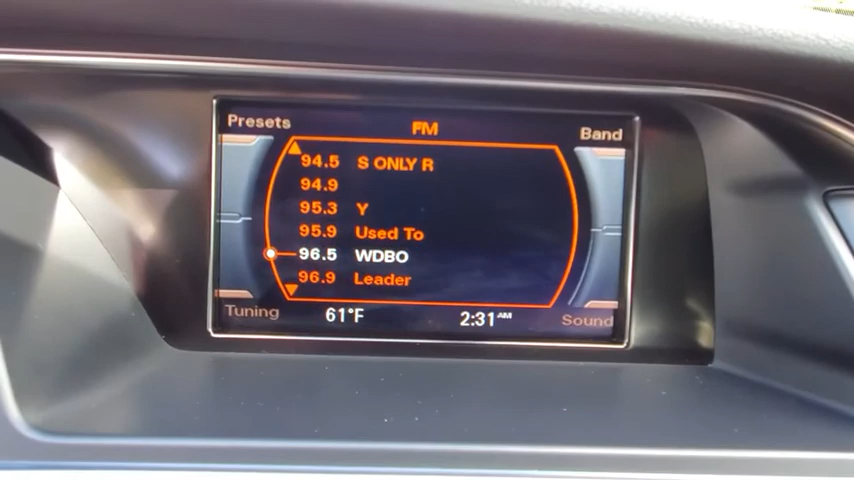 Presets FM Band
94.5 S ONLY R
94.9
95.3 Y
95.9 Used To
96.5 WDBO
96.9 Leader
Tuning 61°F 2:31 AM Sound